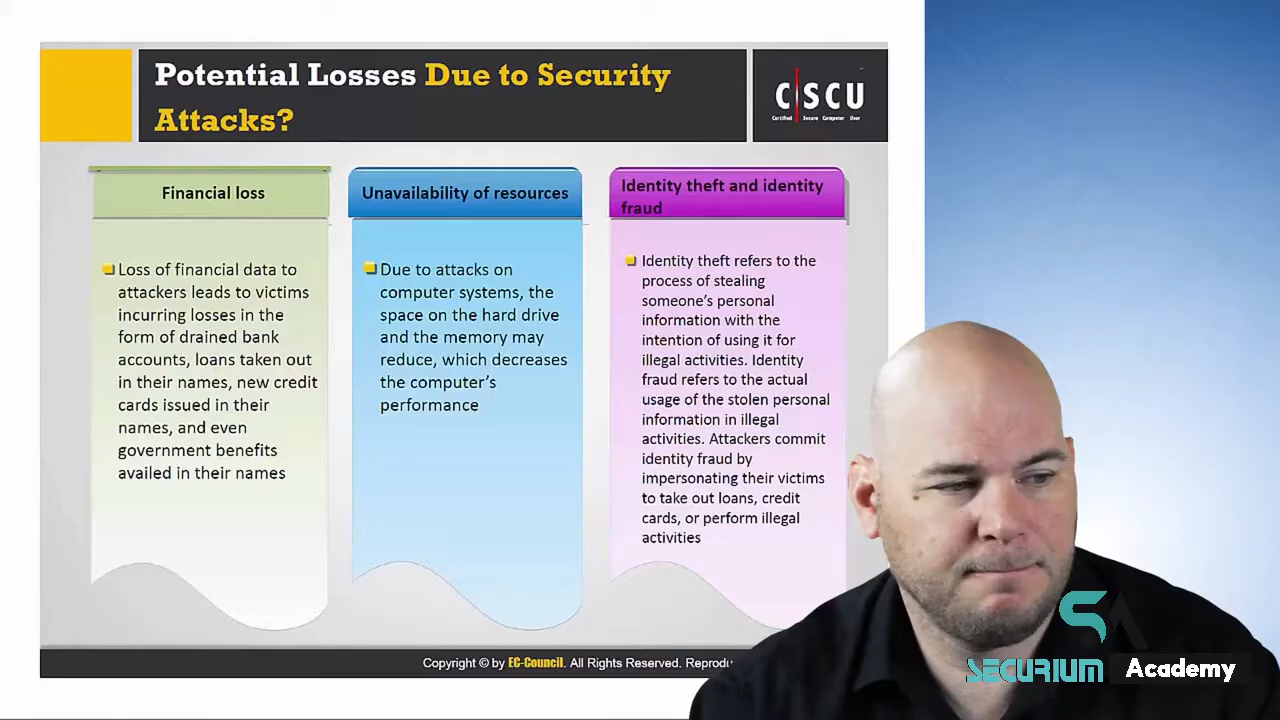 Potential Losses Due to Security
Attacks?
CSCU
Certified Secure Computer User
Financial loss
Loss of financial data to
attackers leads to victims
incurring losses in the
form of drained bank
accounts, loans taken out
in their names, new credit
cards issued in their
names, and even
government benefits
availed in their names
Unavailability of resources
Due to attacks on
computer systems, the
space on the hard drive
and the memory may
reduce, which decreases
the computer’s
performance
Identity theft and identity
fraud
Identity theft refers to the
process of stealing
someone’s personal
information with the
intention of using it for
illegal activities. Identity
fraud refers to the actual
usage of the stolen personal
information in illegal
activities. Attackers commit
identity fraud by
impersonating their victims
to take out loans, credit
cards, or perform illegal
activities
Copyright © by EC-Council. All Rights Reserved.
SA
SECURIUM Academy